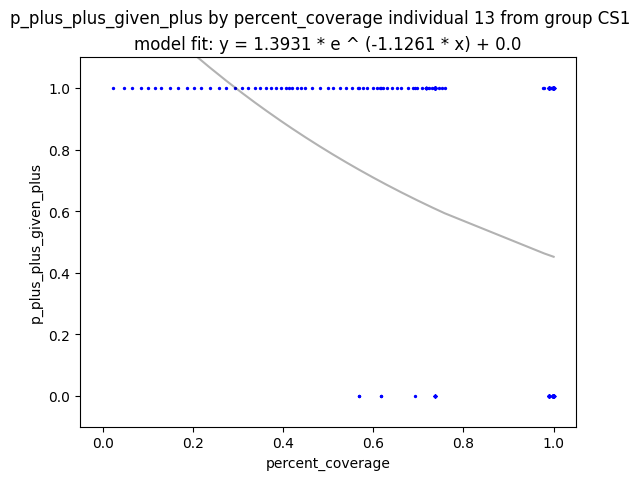 p_plus_plus_given_plus by percent_coverage individual 13 from group CS1
model fit: y = 1.3931 * e ^ (-1.1261 * x) + 0.0
1.0
0.8
0.6
0.4
0.2
0.0
p_plus_plus_given_plus
0.0 0.2 0.4 0.6 0.8 1.0
percent_coverage